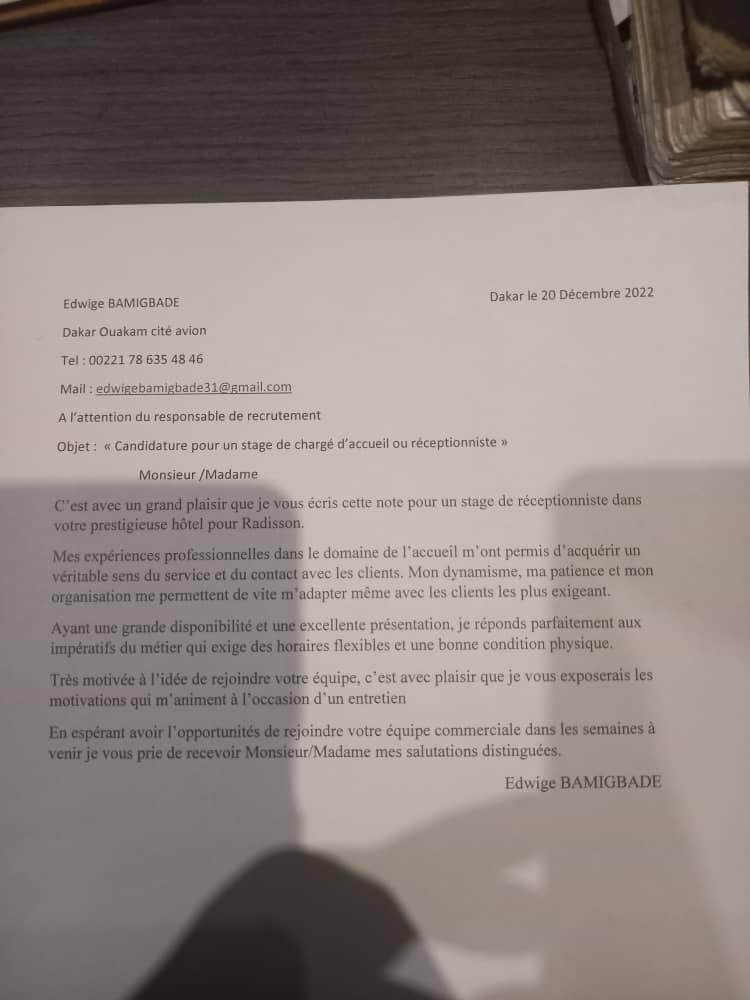 Edwige BAMIGBADE
Dakar le 20 Décembre 2022
Dakar Ouakam cité avion
Tel : 00221 78 635 48 46
Mail : edwigebamigbade31@gmail.com
A l'attention du responsable de recrutement
Objet : « Candidature pour un stage de chargé d'accueil ou réceptionniste »
Monsieur /Madame
C'est avec un grand plaisir que je vous écris cette note pour un stage de réceptionniste dans
votre prestigieuse hôtel pour Radisson.
Mes expériences professionnelles dans le domaine de l'accueil m'ont permis d'acquérir un
véritable sens du service et du contact avec les clients. Mon dynamisme, ma patience et mon
organisation me permettent de vite m'adapter même avec les clients les plus exigeant.
Ayant une grande disponibilité et une excellente présentation, je réponds parfaitement aux
impératifs du métier qui exige des horaires flexibles et une bonne condition physique.
Très motivée à l'idée de rejoindre votre équipe, c'est avec plaisir que je vous exposerais les
motivations qui m'animent à l'occasion d'un entretien
En espérant avoir l'opportunités de rejoindre votre équipe commerciale dans les semaines à
venir je vous prie de recevoir Monsieur/Madame mes salutations distinguées.
Edwige BAMIGBADE